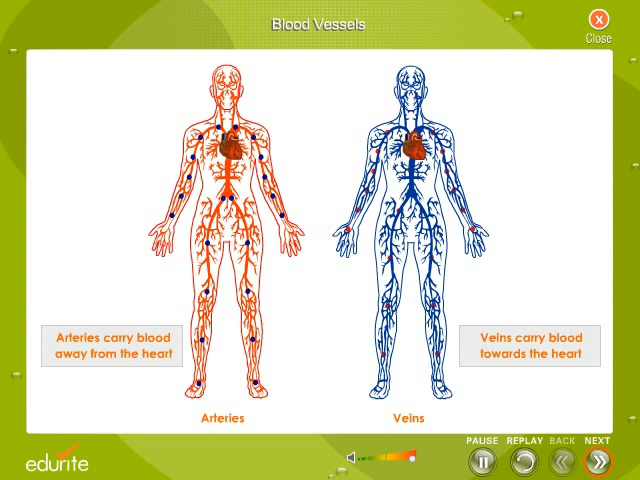 Blood Vessels
X
Close
Arteries carry blood
away from the heart
Veins carry blood
towards the heart
Arteries
Veins
PAUSE REPLAY BACK NEXT
edurite